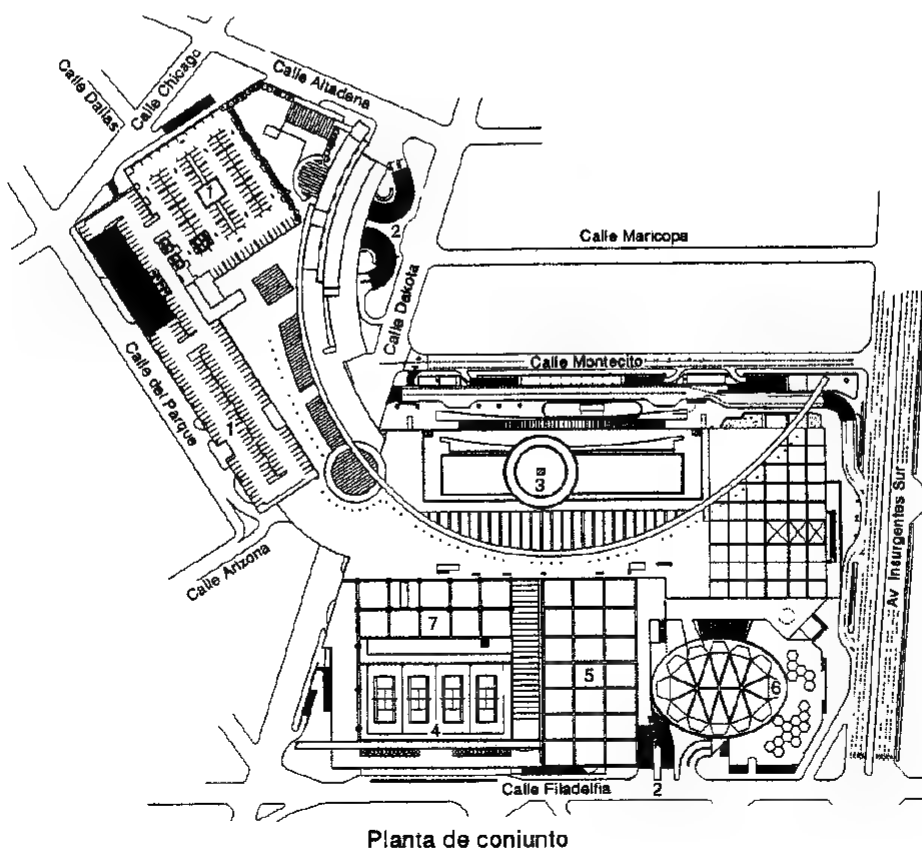 Calle Altadena
Calle Chicago
Calle Dallas
7
2
Calle Maricopa
Calle Dakota
Calle Montecito
Calle del Parque
1
3
Av. Insurgentes Sur
Calle Arizona
7
5
6
4
Calle Filadelfia
2
Planta de conjunto